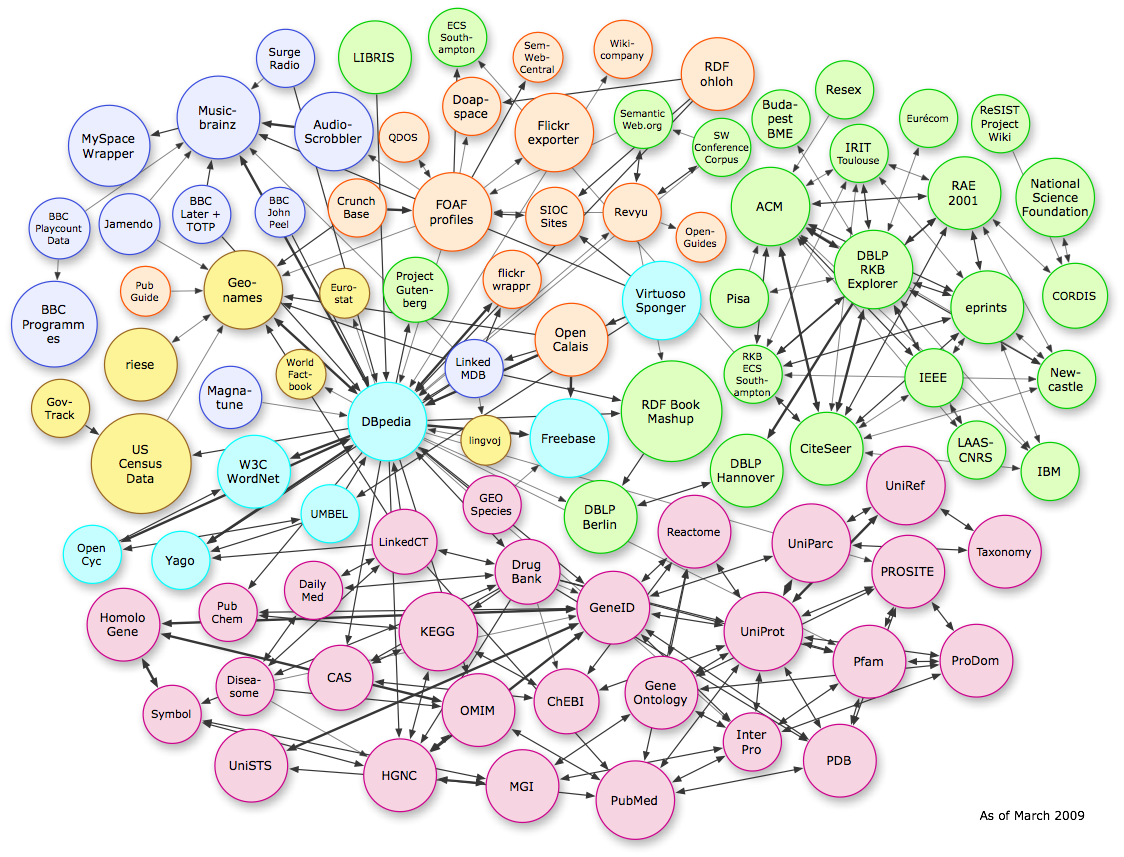 ECS
South-
ampton
Surge
Radio
LIBRIS
Sem-
Web-
Central
Wiki-
company
RDF
ohloh
Music-
brainz
Audio-
Scrobbler
MySpace
Wrapper
QDOS
Doap-
space
Flickr
exporter
Semantic
Web.org
SW
Conference
Corpus
Buda-
pest
BME
Resex
IRIT
Toulouse
Eurécom
ReSIST
Project
Wiki
BBC
Playcount
Data
Jamendo
BBC
Later +
TOTP
BBC
John
Peel
Crunch
Base
FOAF
profiles
SIOC
Sites
Revyu
Open-
Guides
ACM
RAE
2001
National
Science
Foundation
DBLP
RKB
Explorer
Pub
Guide
Geo-
names
Euro-
stat
Project
Guten-
berg
flickr
wrappr
Virtuoso
Sponger
Pisa
eprints
CORDIS
BBC
Programm
es
riese
World
Fact-
book
Linked
MDB
Open
Calais
RKB
ECS
South-
ampton
IEEE
New-
castle
Gov-
Track
Magna-
tune
DBpedia
lingvoj
Freebase
RDF Book
Mashup
CiteSeer
LAAS-
CNRS
IBM
US
Census
Data
W3C
WordNet
DBLP
Hannover
UMBEL
GEO
Species
DBLP
Berlin
UniRef
Open
Cyc
Yago
LinkedCT
Reactome
UniParc
Taxonomy
Drug
Bank
PROSITE
Daily
Med
Pub
Chem
Homolo
Gene
KEGG
GeneID
UniProt
Pfam
ProDom
Disea-
some
CAS
Symbol
OMIM
ChEBI
Gene
Ontology
Inter
Pro
UniSTS
HGNC
MGI
PubMed
PDB
As of March 2009